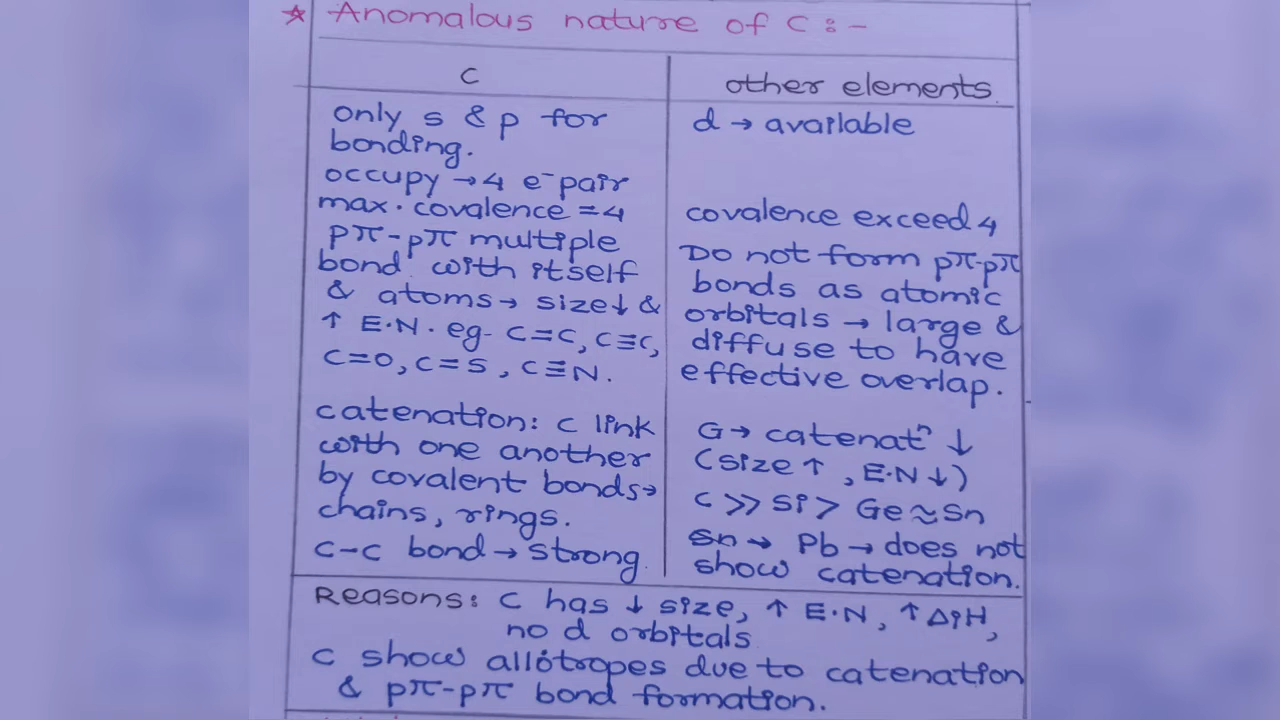 ★ Anomalous nature of C :-
C
other elements.
only s & p for
bonding.
occupy → 4 e⁻pair
max. covalence = 4
pπ-pπ multiple
bond with itself
& atoms → size↓ &
↑ E.N. eg- C=C, C≡C,
C=O, C=S, C≡N.
catenation: C link
with one another
by covalent bonds→
chains, rings.
C-C bond → strong.
d → available
covalence exceed 4
Do not form pπ-pπ
bonds as atomic
orbitals → large &
diffuse to have
effective overlap.
G → catenatⁿ ↓
(size ↑, E.N ↓)
C >> Si > Ge ≈ Sn
Sn → Pb → does not
show catenation.
Reasons: C has ↓ size, ↑ E.N, ↑ ΔiH,
no d orbitals
C show allotropes due to catenation
& pπ-pπ bond formation.